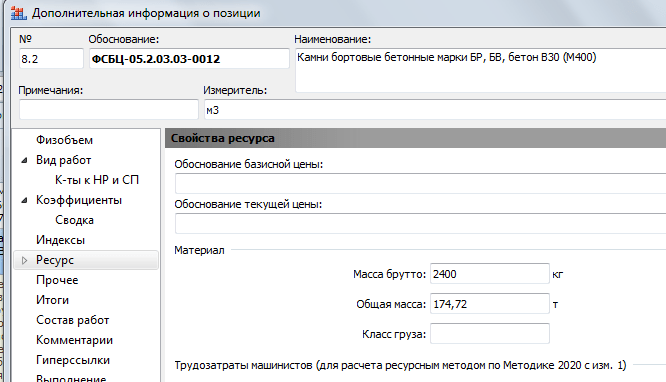 Дополнительная информация о позиции
№ Обоснование: Наименование:
8.2 ФСБЦ-05.2.03.03-0012 Камни бортовые бетонные марки БР, БВ, бетон В30 (М400)
Примечания: Измеритель:
м3
Физобъем
Вид работ
К-ты к НР и СП
Коэффициенты
Сводка
Индексы
Ресурс
Прочее
Итоги
Состав работ
Комментарии
Гиперссылки
Выполнение
Свойства ресурса
Обоснование базисной цены:
Обоснование текущей цены:
Материал
Масса брутто: 2400 кг
Общая масса: 174,72 т
Класс груза:
Трудозатраты машинистов (для расчета ресурсным методом по Методике 2020 с изм. 1)